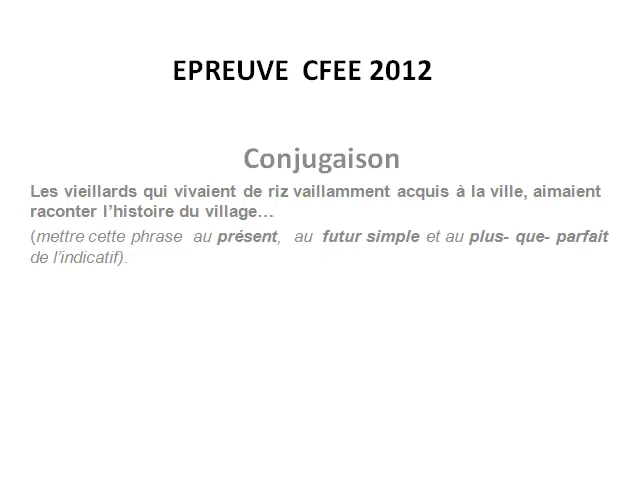 EPREUVE  CFEE 2012
Conjugaison
Les vieillards qui vivaient de riz vaillamment acquis à la ville, aimaient
raconter l’histoire du village…
(mettre cette phrase  au présent,  au  futur simple et au plus- que- parfait
de l’indicatif).